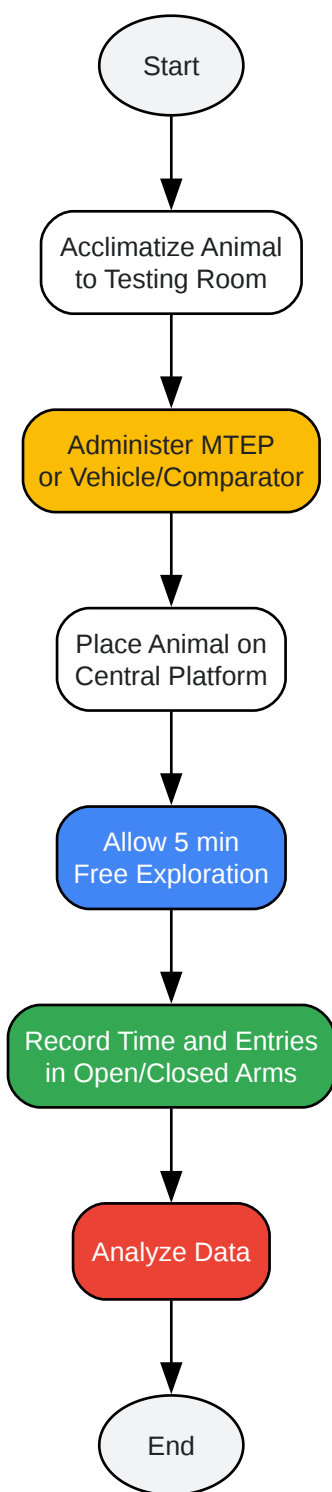 Start
Acclimatize Animal
to Testing Room
Administer MTEP
or Vehicle/Comparator
Place Animal on
Central Platform
Allow 5 min
Free Exploration
Record Time and Entries
in Open/Closed Arms
Analyze Data
End